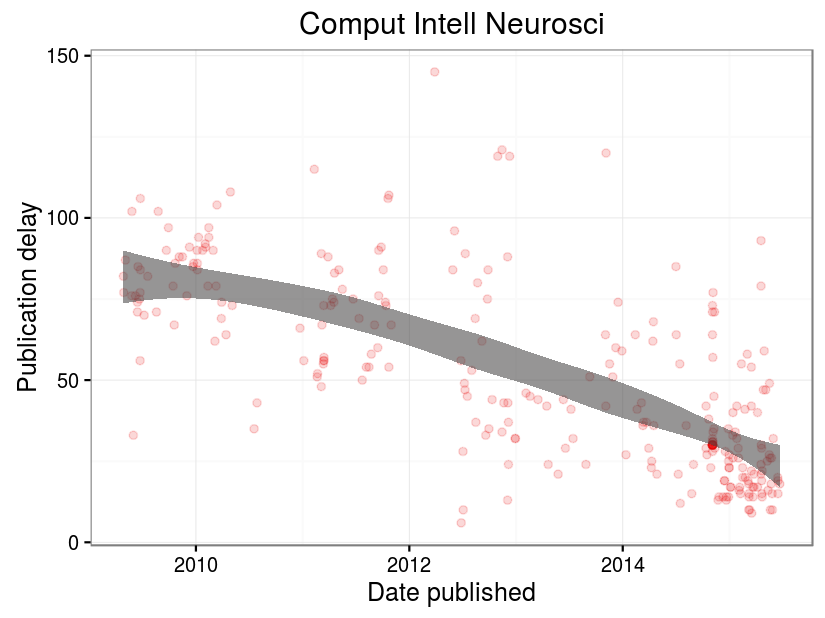 Comput Intell Neurosci
150
100
50
0
Publication delay
2010 2012 2014
Date published